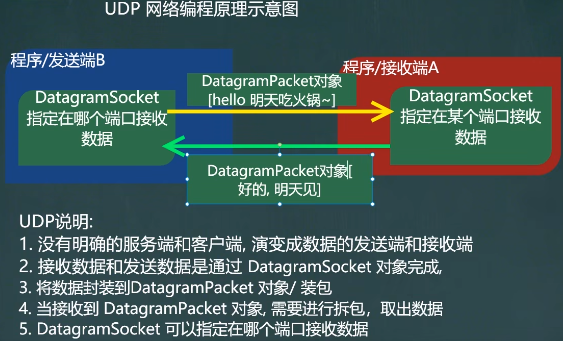 UDP 网络编程原理示意图
程序/发送端B
程序/接收端A
DatagramPacket对象
[hello 明天吃火锅~]
DatagramSocket
指定在哪个端口接收
数据
DatagramSocket
指定在某个端口接收
数据
DatagramPacket对象[
好的, 明天见]
UDP说明:
1. 没有明确的服务端和客户端, 演变成数据的发送端和接收端
2. 接收数据和发送数据是通过 DatagramSocket 对象完成,
3. 将数据封装到DatagramPacket 对象/ 装包
4. 当接收到 DatagramPacket 对象, 需要进行拆包，取出数据
5. DatagramSocket 可以指定在哪个端口接收数据